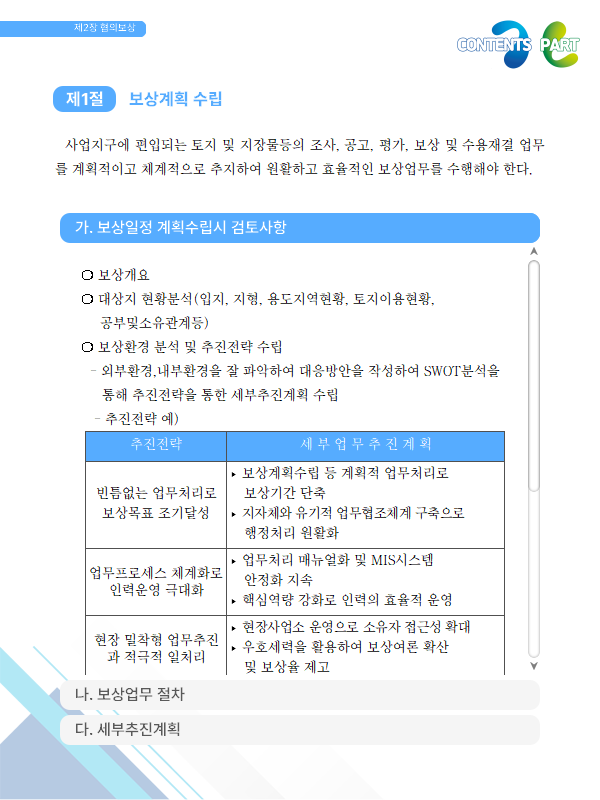 제2장 협의보상
CONTENTS PART
제1절 보상계획 수립
사업지구에 편입되는 토지 및 지장물등의 조사, 공고, 평가, 보상 및 수용재결 업무
를 계획적이고 체계적으로 추지하여 원활하고 효율적인 보상업무를 수행해야 한다.
가. 보상일정 계획수립시 검토사항
○ 보상개요
○ 대상지 현황분석(입지, 지형, 용도지역현황, 토지이용현황,
공부및소유관계등)
○ 보상환경 분석 및 추진전략 수립
- 외부환경,내부환경을 잘 파악하여 대응방안을 작성하여 SWOT분석을
통해 추진전략을 통한 세부추진계획 수립
- 추진전략 예)
추진전략
세 부 업 무 추 진 계 획
빈틈없는 업무처리로
보상목표 조기달성
▸ 보상계획수립 등 계획적 업무처리로
보상기간 단축
▸ 지자체와 유기적 업무협조체계 구축으로
행정처리 원활화
업무프로세스 체계화로
인력운영 극대화
▸ 업무처리 매뉴얼화 및 MIS시스템
안정화 지속
▸ 핵심역량 강화로 인력의 효율적 운영
현장 밀착형 업무추진
과 적극적 일처리
▸ 현장사업소 운영으로 소유자 접근성 확대
▸ 우호세력을 활용하여 보상여론 확산
및 보상율 제고
나. 보상업무 절차
다. 세부추진계획